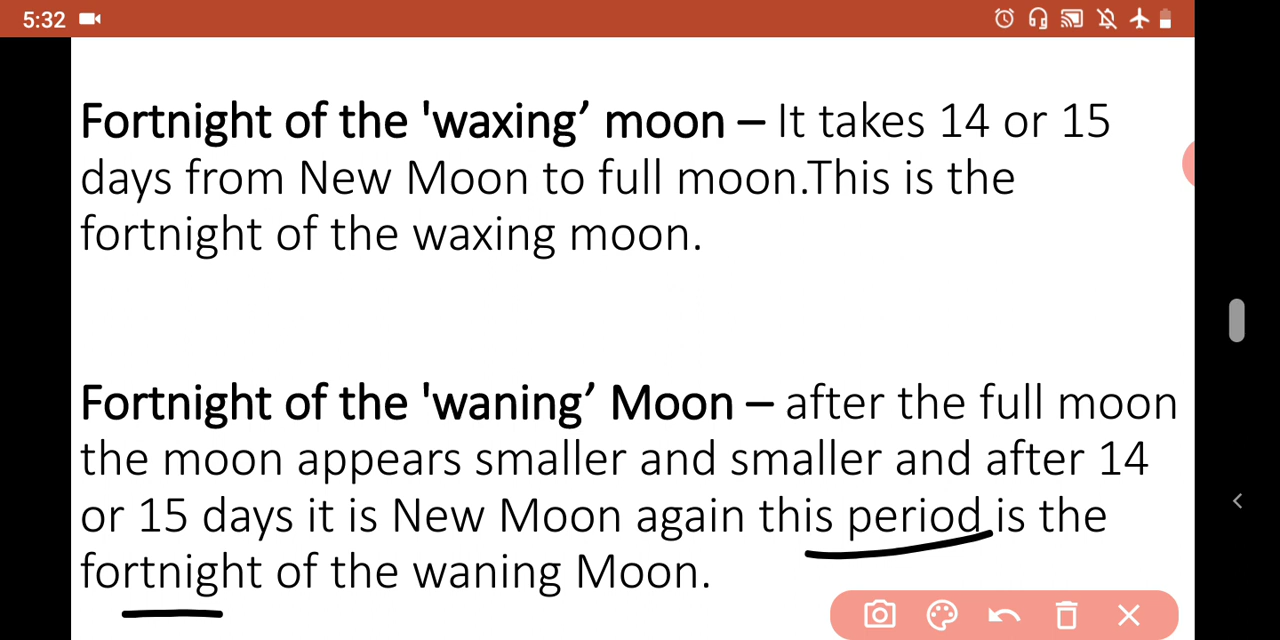 5:32
Fortnight of the 'waxing’ moon – It takes 14 or 15
days from New Moon to full moon.This is the
fortnight of the waxing moon.
Fortnight of the 'waning’ Moon – after the full moon
the moon appears smaller and smaller and after 14
or 15 days it is New Moon again this period is the
fortnight of the waning Moon.